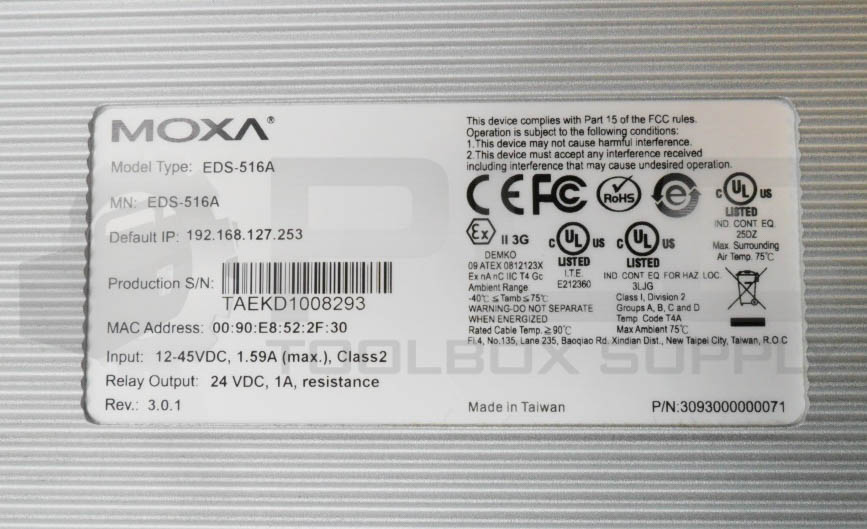 MOXA®
Model Type: EDS-516A
MN: EDS-516A
Default IP: 192.168.127.253
Production S/N:
TAEKD1008293
MAC Address: 00:90:E8:52:2F:30
Input: 12-45VDC, 1.59A (max.), Class2
Relay Output: 24 VDC, 1A, resistance
Rev.: 3.0.1
This device complies with Part 15 of the FCC rules.
Operation is subject to the following conditions:
1.This device may not cause harmful interference.
2.This device must accept any interference received
including interference that may cause undesired operation.
CE FC RoHS e
C UL US
LISTED
IND. CONT. EQ.
25DZ
Max. Surrounding
Air Temp. 75℃
Ex II 3G
DEMKO
09 ATEX 0812123X
Ex nA nC IIC T4 Gc
Ambient Range
-40℃ ≤ Tamb ≤ 75℃
WARNING-DO NOT SEPARATE
WHEN ENERGIZED
Rated Cable Temp. ≥ 90℃
C UL US
LISTED
I.T.E.
E212360
C UL US
LISTED
IND CONT EQ FOR HAZ. LOC.
3LJG
Class I, Division 2
Groups A, B, C and D
Temp. Code T4A
Max Ambient 75℃
Fl.4, No.135, Lane 235, Baoqiao Rd. Xindian Dist., New Taipei City, Taiwan, R.O.C
Made in Taiwan
P/N:3093000000071
TOOLBOX SUPPLY